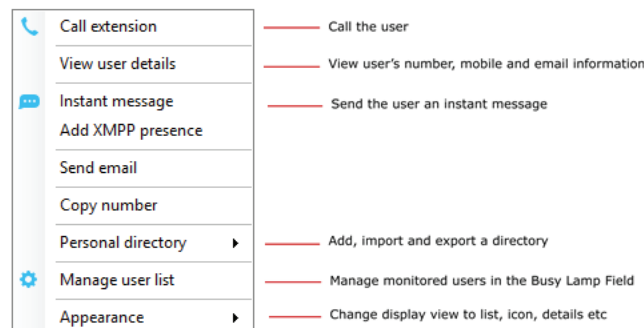 Call extension Call the user
View user details View user's number, mobile and email information
Instant message Send the user an instant message
Add XMPP presence
Send email
Copy number
Personal directory Add, import and export a directory
Manage user list Manage monitored users in the Busy Lamp Field
Appearance Change display view to list, icon, details etc